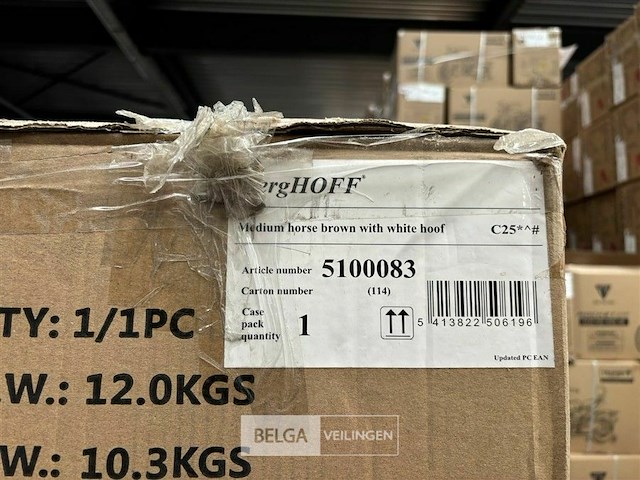 ergHOFF®
Medium horse brown with white hoof C25*^#
Article number 5100083
Carton number (114)
Case pack quantity 1
5 413822 506196
Updated PC EAN
TY: 1/1PC
.W.: 12.0KGS
W.: 10.3KGS
BELGA VEILINGEN